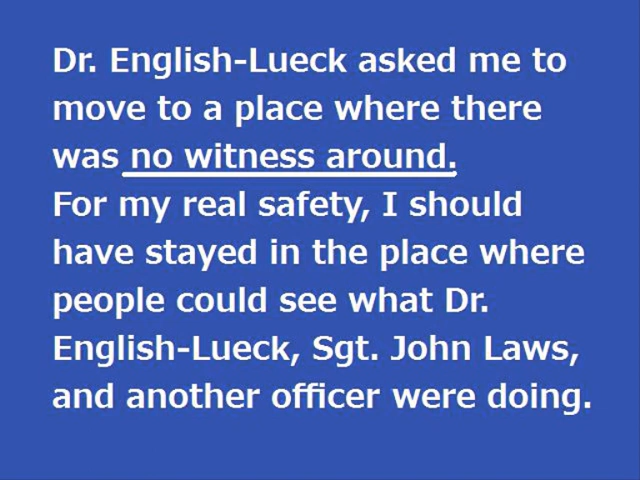 Dr. English-Lueck asked me to
move to a place where there
was no witness around.
For my real safety, I should
have stayed in the place where
people could see what Dr.
English-Lueck, Sgt. John Laws,
and another officer were doing.